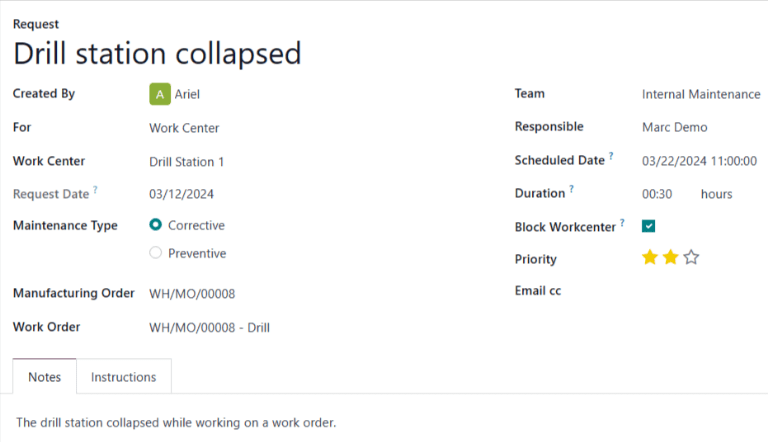 Request
Drill station collapsed
Created By A Ariel
For Work Center
Work Center Drill Station 1
Request Date ? 03/12/2024
Maintenance Type Corrective
Preventive
Manufacturing Order WH/MO/00008
Work Order WH/MO/00008 - Drill
Team Internal Maintenance
Responsible Marc Demo
Scheduled Date ? 03/22/2024 11:00:00
Duration ? 00:30 hours
Block Workcenter ?
Priority
Email cc
Notes Instructions
The drill station collapsed while working on a work order.